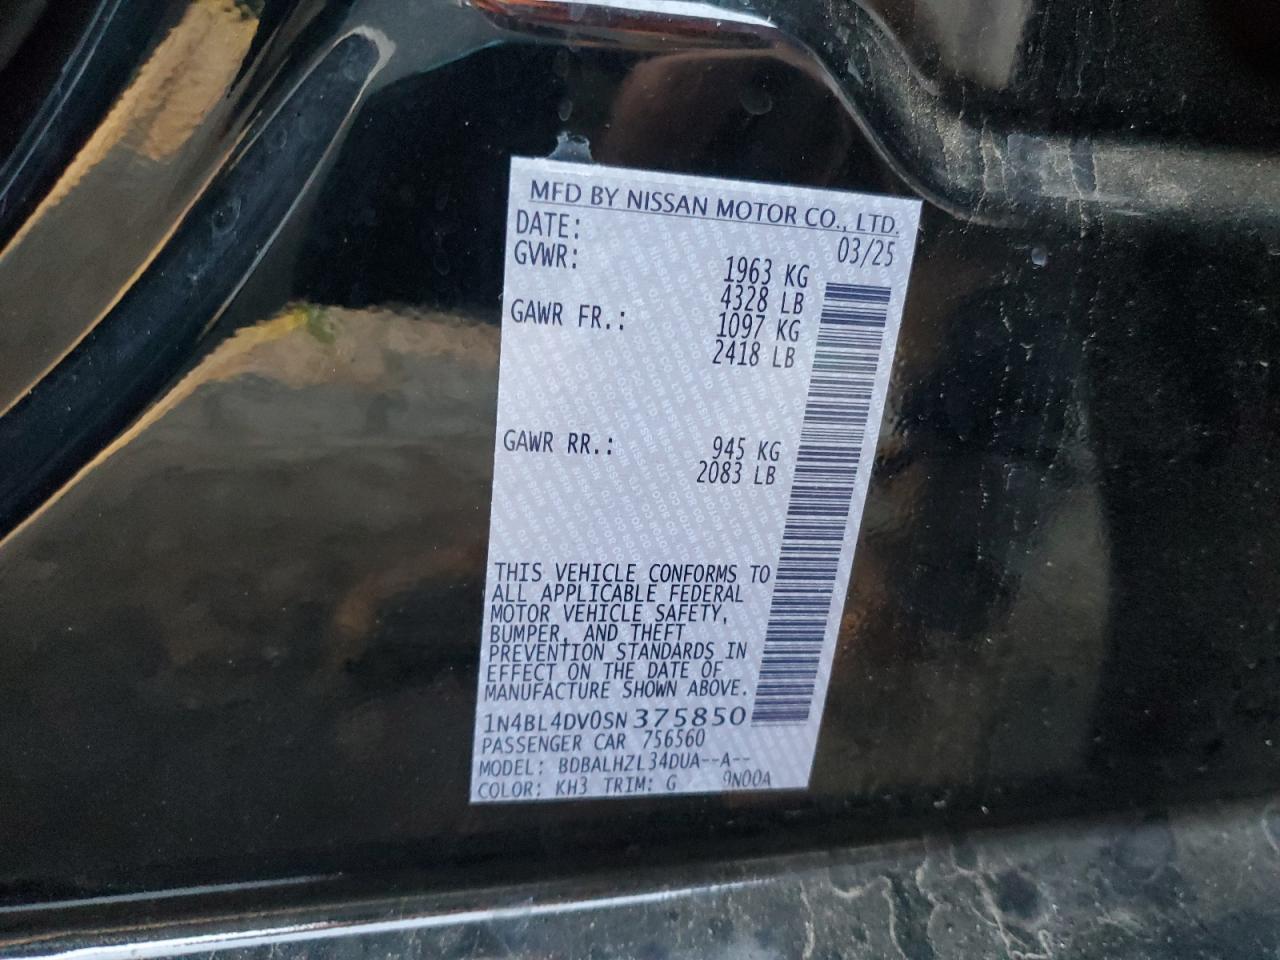 MFD BY NISSAN MOTOR CO., LTD.
DATE: 03/25
GVWR: 1963 KG
4328 LB
GAWR FR.: 1097 KG
2418 LB
GAWR RR.: 945 KG
2083 LB
THIS VEHICLE CONFORMS TO
ALL APPLICABLE FEDERAL
MOTOR VEHICLE SAFETY,
BUMPER, AND THEFT
PREVENTION STANDARDS IN
EFFECT ON THE DATE OF
MANUFACTURE SHOWN ABOVE.
1N4BL4DV0SN375850
PASSENGER CAR 756560
MODEL: BDBALHZL34DUA--A--
COLOR: KH3 TRIM: G 9N00A